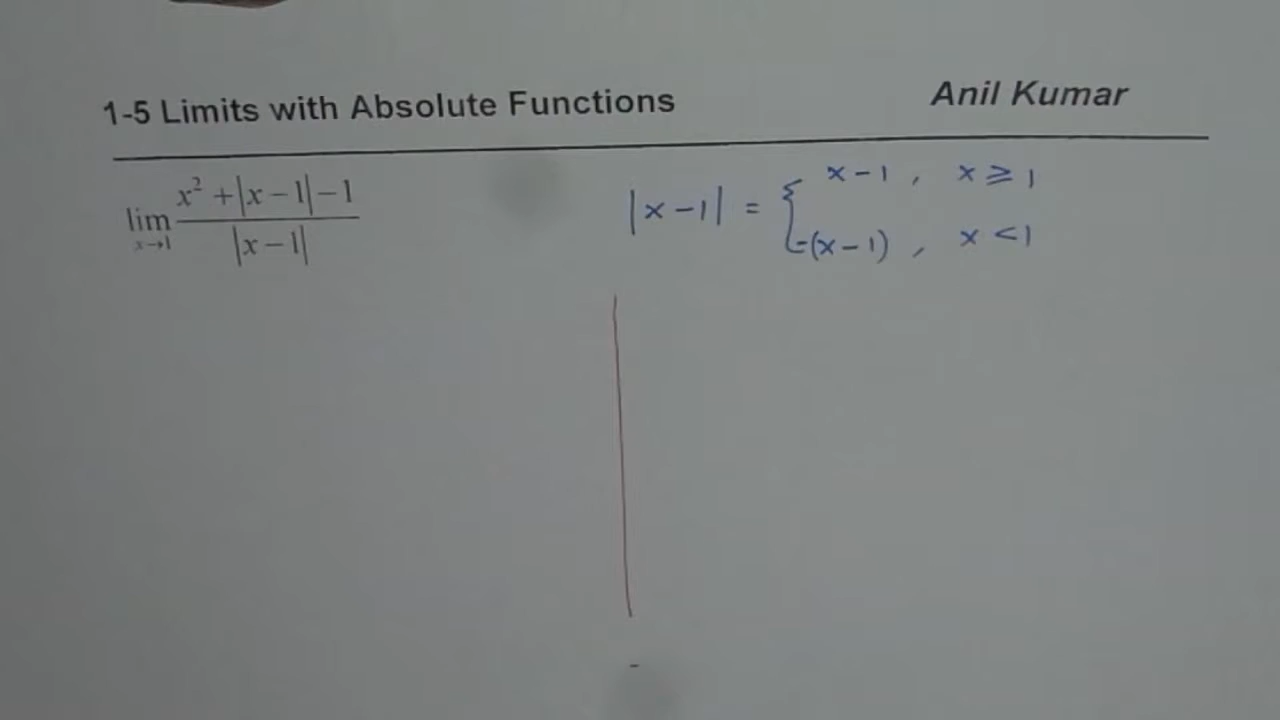 1-5 Limits with Absolute Functions Anil Kumar
lim x→1 (x² + |x − 1| − 1) / |x − 1|
|x − 1| = { x − 1 , x ≥ 1
−(x − 1) , x < 1